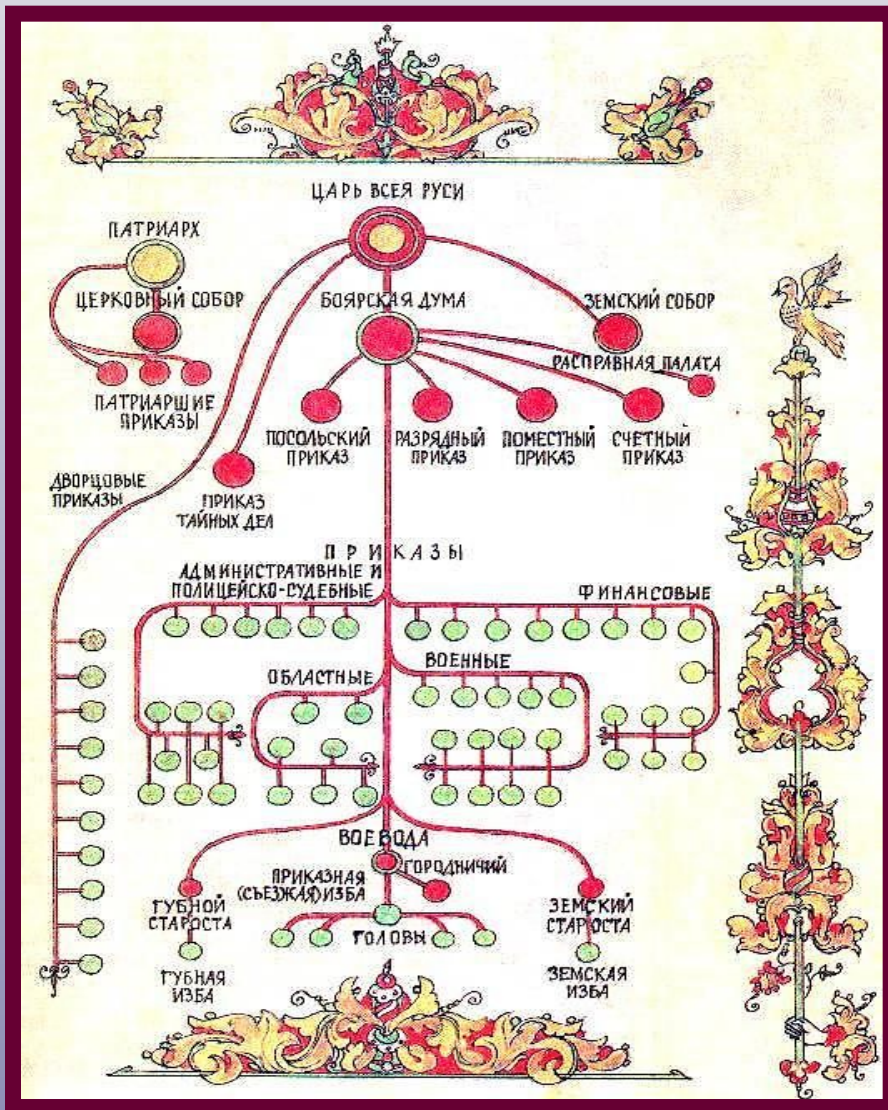 ЦАРЬ ВСЕЯ РУСИ
ПАТРИАРХ
ЦЕРКОВНЫЙ СОБОР
БОЯРСКАЯ ДУМА
ЗЕМСКИЙ СОБОР
РАСПРАВНАЯ ПАЛАТА
ПАТРИАРШИЕ
ПРИКАЗЫ
ПОСОЛЬСКИЙ
ПРИКАЗ
РАЗРЯДНЫЙ
ПРИКАЗ
ПОМЕСТНЫЙ
ПРИКАЗ
СЧЕТНЫЙ
ПРИКАЗ
ДВОРЦОВЫЕ
ПРИКАЗЫ
ПРИКАЗ
ТАЙНЫХ ДЕЛ
ПРИКАЗЫ
АДМИНИСТРАТИВНЫЕ И
ПОЛИЦЕЙСКО-СУДЕБНЫЕ
ФИНАНСОВЫЕ
ОБЛАСТНЫЕ
ВОЕННЫЕ
ВОЕВОДА
ГОРОДНИЧИЙ
ПРИКАЗНАЯ
(СЪЕЗЖАЯ) ИЗБА
ГУБНОЙ
СТАРОСТА
ГОЛОВЫ
ЗЕМСКИЙ
СТАРОСТА
ГУБНАЯ
ИЗБА
ЗЕМСКАЯ
ИЗБА